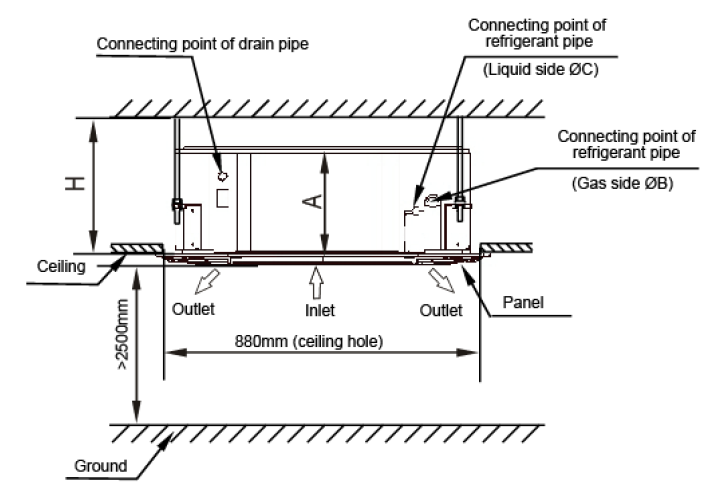 Connecting point of
refrigerant pipe
(Liquid side ØC)
Connecting point of drain pipe
Connecting point of
refrigerant pipe
(Gas side ØB)
H
A
Ceiling
Outlet
Inlet
Outlet
Panel
>2500mm
880mm (ceiling hole)
Ground